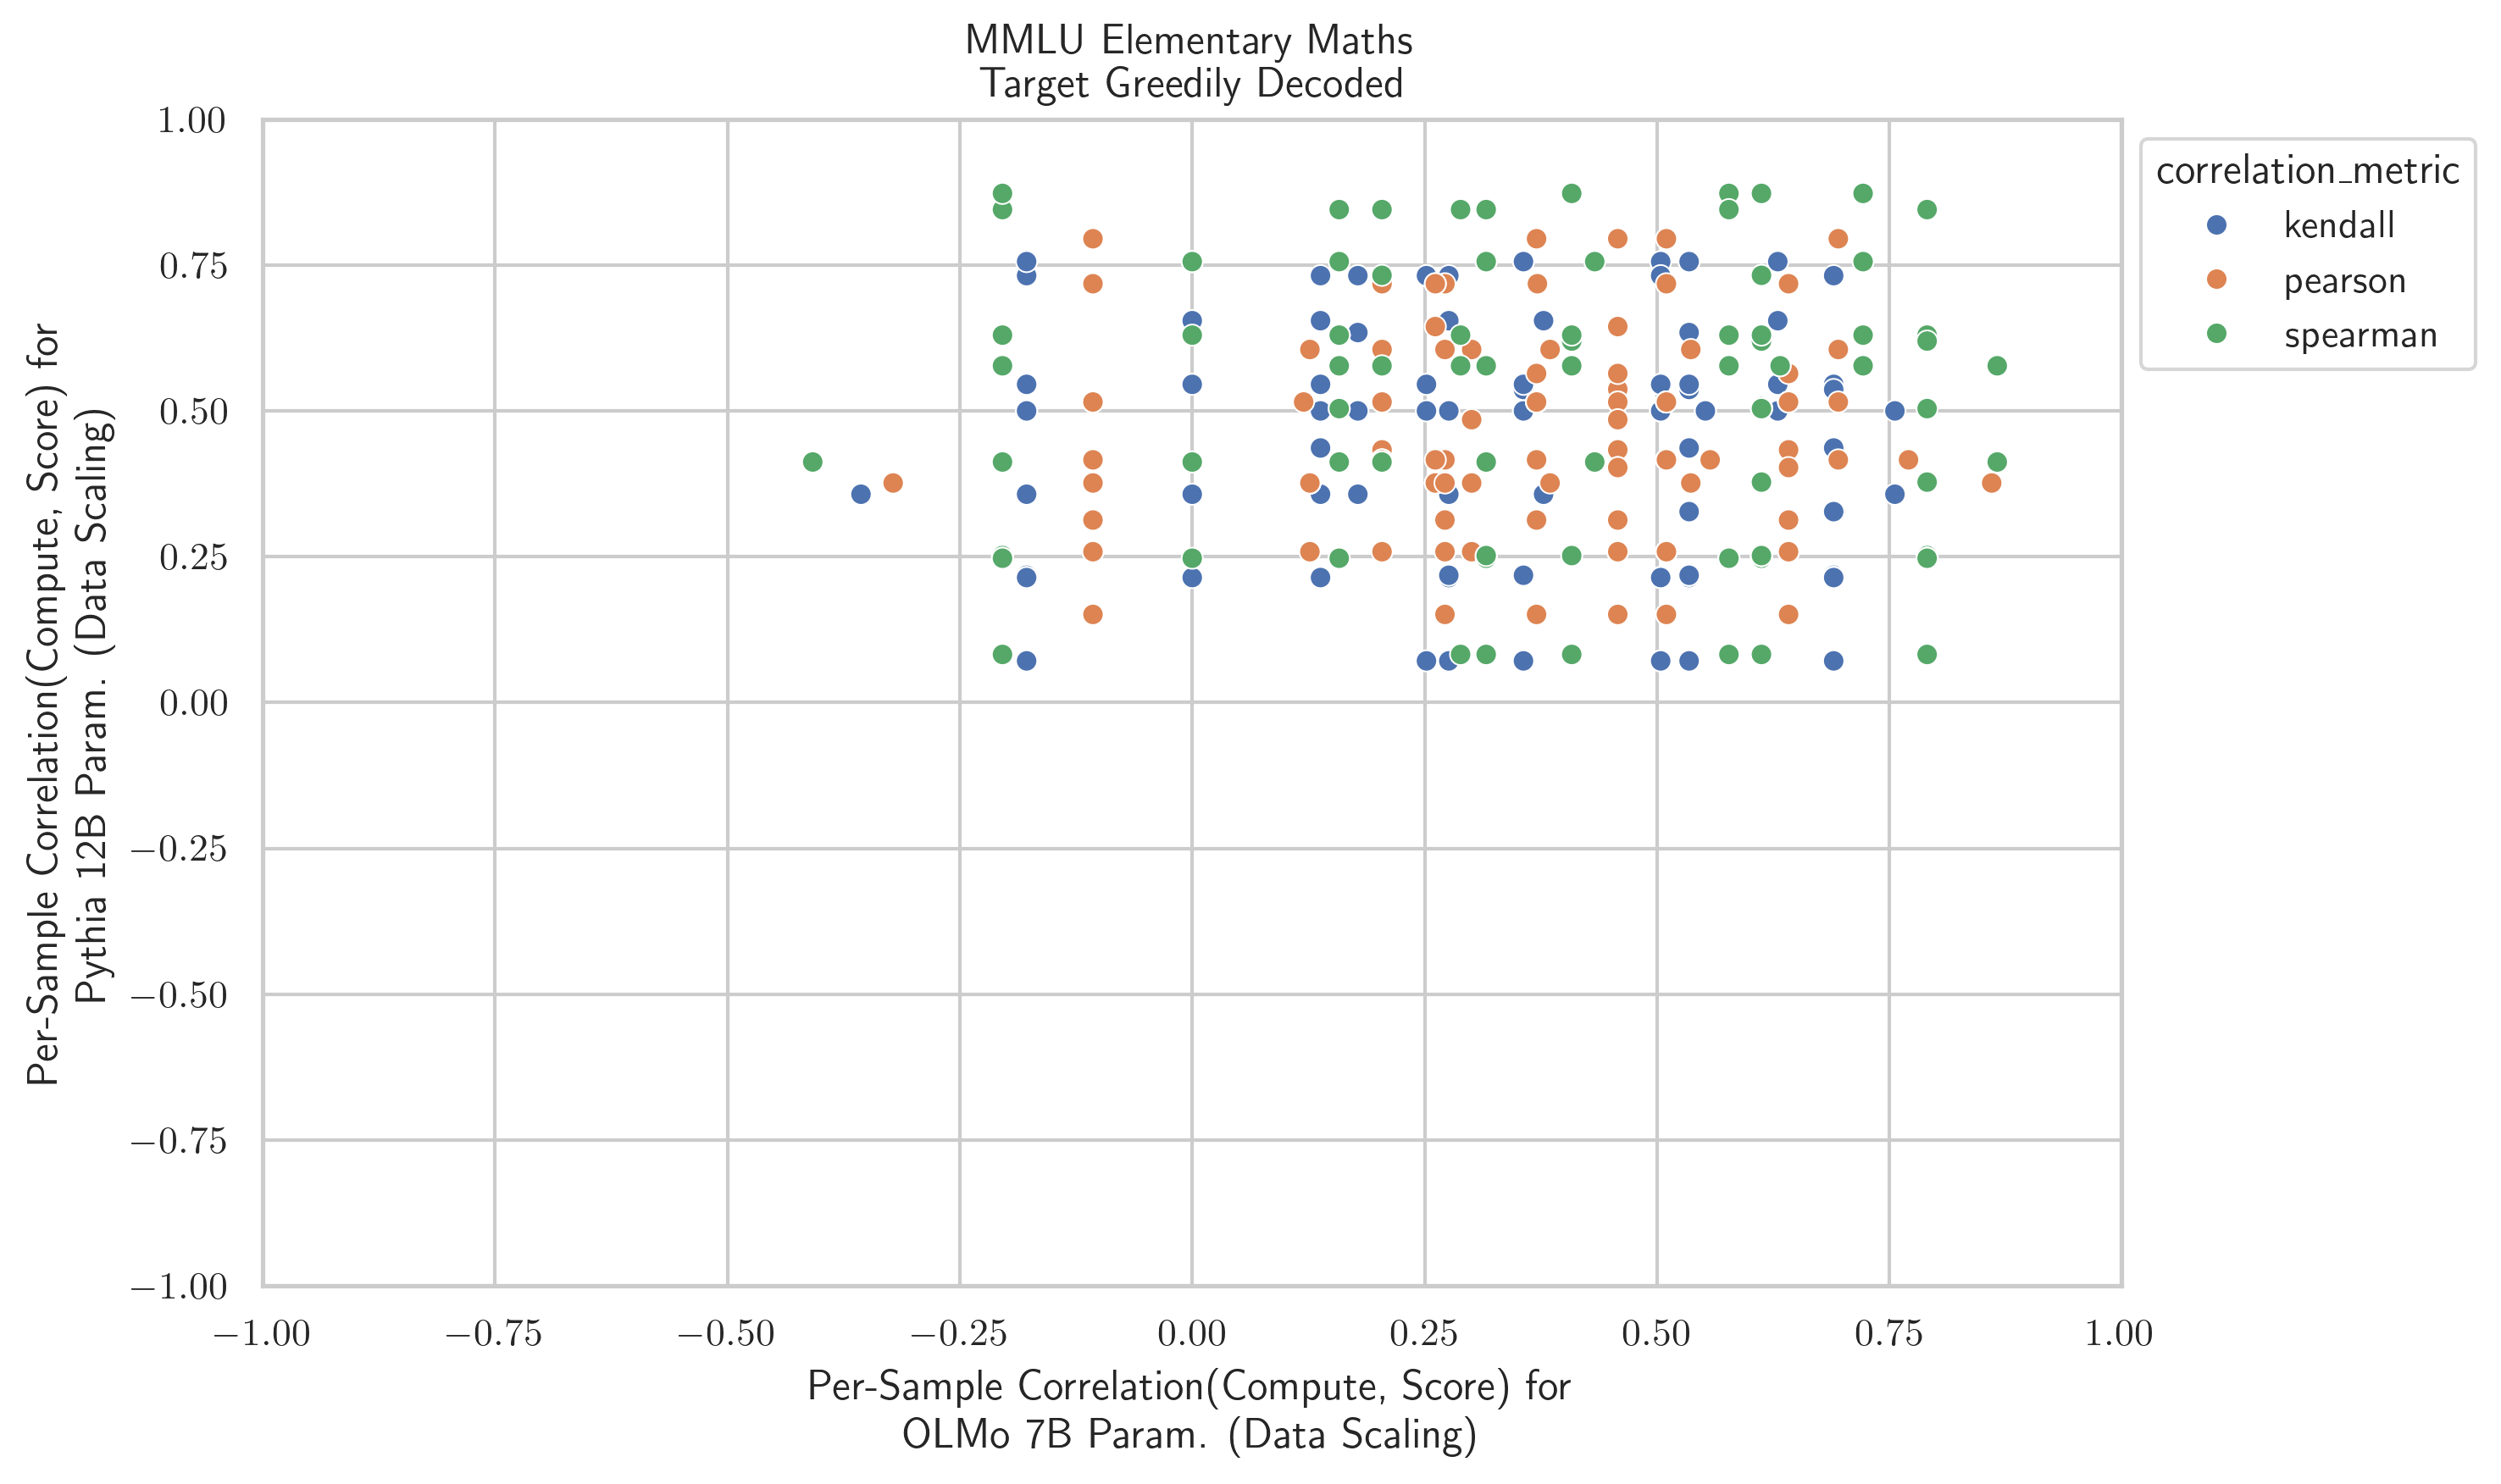 MMLU Elementary Maths
Target Greedily Decoded
Per-Sample Correlation(Compute, Score) for
Pythia 12B Param. (Data Scaling)
1.00
0.75
0.50
0.25
0.00
−0.25
−0.50
−0.75
−1.00
−1.00
−0.75
−0.50
−0.25
0.00
0.25
0.50
0.75
1.00
Per-Sample Correlation(Compute, Score) for
OLMo 7B Param. (Data Scaling)
correlation_metric
kendall
pearson
spearman